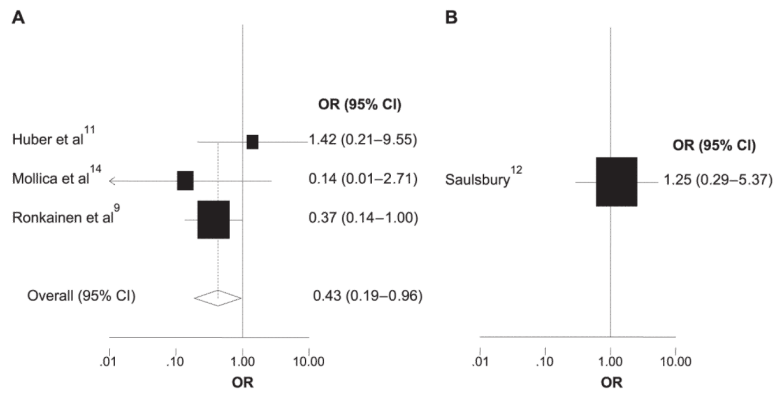 A
OR (95% CI)
Huber et al11 1.42 (0.21–9.55)
Mollica et al14 0.14 (0.01–2.71)
Ronkainen et al9 0.37 (0.14–1.00)
Overall (95% CI) 0.43 (0.19–0.96)
.01 .10 1.00 10.00
OR
B
OR (95% CI)
Saulsbury12 1.25 (0.29–5.37)
.01 .10 1.00 10.00
OR